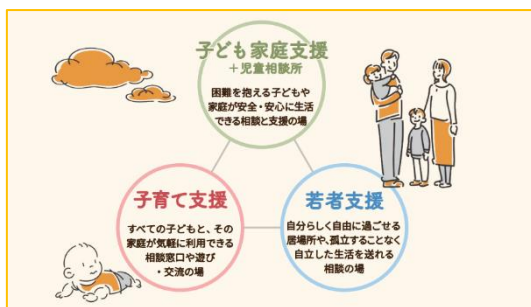 子ども家庭支援
＋児童相談所
困難を抱える子どもや
家庭が安全・安心に生活
できる相談と支援の場
子育て支援
すべての子どもと、その
家庭が気軽に利用できる
相談窓口や遊び
・交流の場
若者支援
自分らしく自由に過ごせる
居場所や、孤立することなく
自立した生活を送れる
相談の場